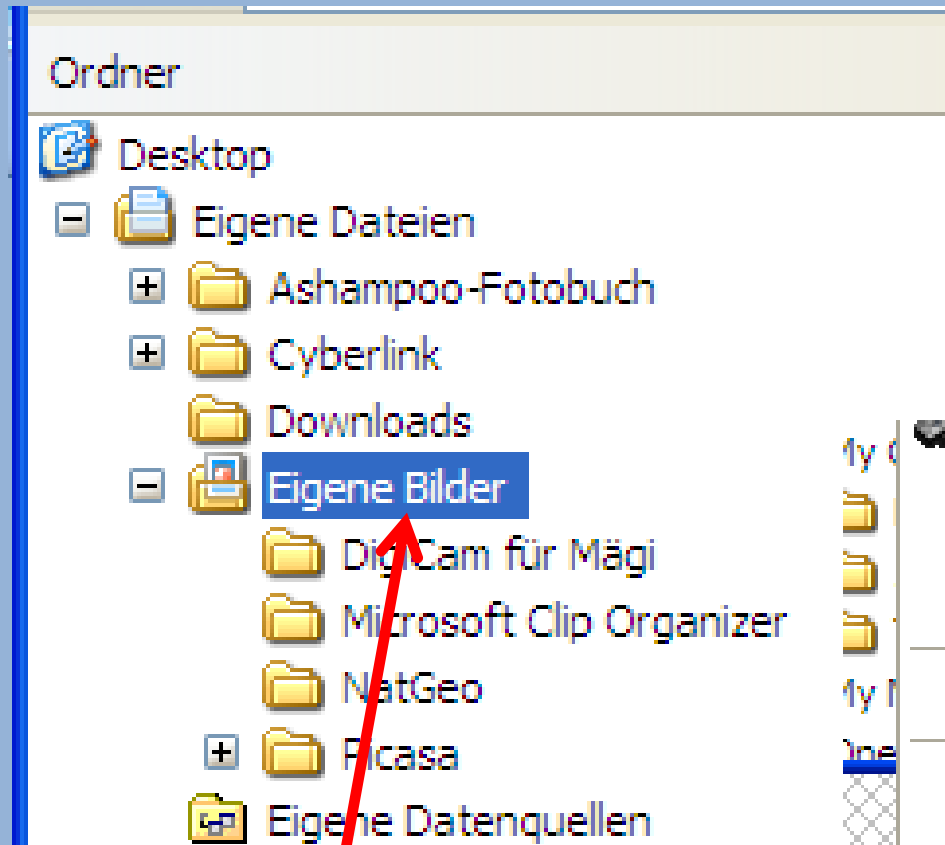 Ordner
Desktop
Eigene Dateien
Ashampoo-Fotobuch
Cyberlink
Downloads
Eigene Bilder
DigiCam für Mägi
Microsoft Clip Organizer
NatGeo
Picasa
Eigene Datenquellen